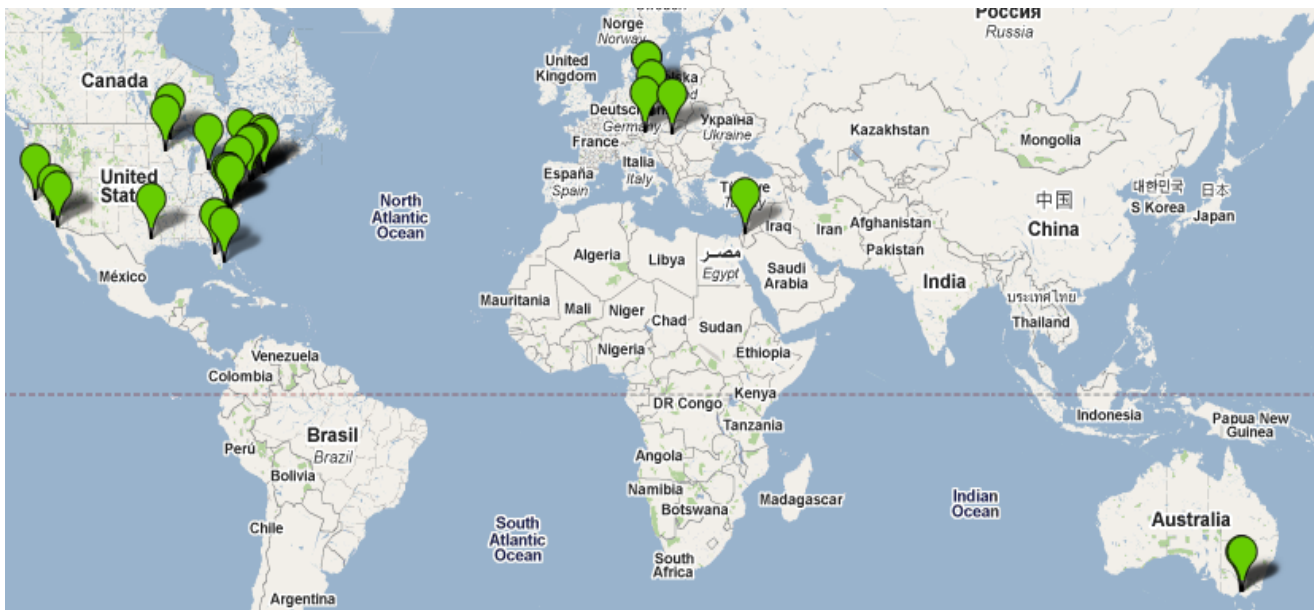 Sweden
Norge
Norway
Россия
Russia
Canada
United
Kingdom
Deutschlan
Germany
Україна
Ukraine
France
Kazakhstan
Mongolia
United
Stat
España
Spain
Italia
Italy
North
Atlantic
Ocean
Iraq
Iran
Afghanistan
Pakistan
中国
China
대한민국
S Korea
日本
Japan
México
Algeria
Libya
مصر
Egypt
Saudi
Arabia
India
ประเทศไทย
Thailand
Mauritania
Mali
Niger
Chad
Sudan
Nigeria
Ethiopia
Venezuela
Colombia
DR Congo
Kenya
Tanzania
Indonesia
Papua New
Guinea
Brasil
Brazil
Perú
Bolivia
Angola
Namibia
Botswana
Madagascar
Indian
Ocean
Australia
Chile
South
Atlantic
Ocean
South
Africa
Argentina